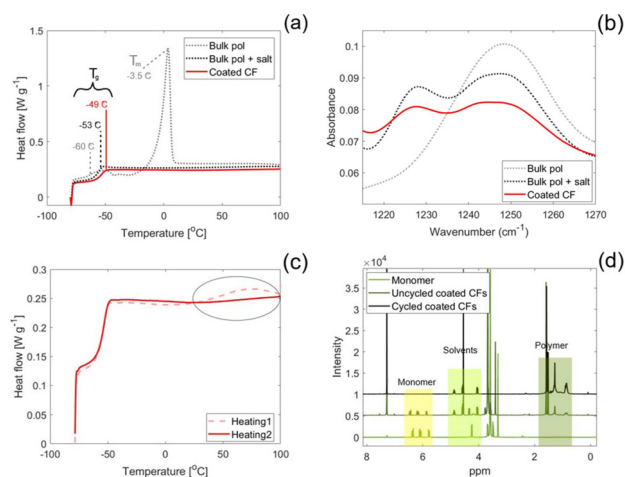 (a)
1.5
1
0.5
0
Heat flow [W g⁻¹]
-100 -50 0 50 100
Temperature [°C]
Tg
-49 C
-53 C
-60 C
Tm
-3.5 C
Bulk pol
Bulk pol + salt
Coated CF
(b)
0.1
0.09
0.08
0.07
0.06
Absorbance
1220 1230 1240 1250 1260 1270
Wavenumber (cm⁻¹)
Bulk pol
Bulk pol + salt
Coated CF
(c)
0.3
0.25
0.2
0.15
0.1
0.05
0
Heat flow [W g⁻¹]
-100 -50 0 50 100
Temperature [°C]
Heating1
Heating2
(d)
×10⁴
3.5
3
2.5
2
1.5
1
0.5
0
Intensity
8 6 4 2 0
ppm
Monomer
Uncycled coated CFs
Cycled coated CFs
Monomer
Solvents
Polymer